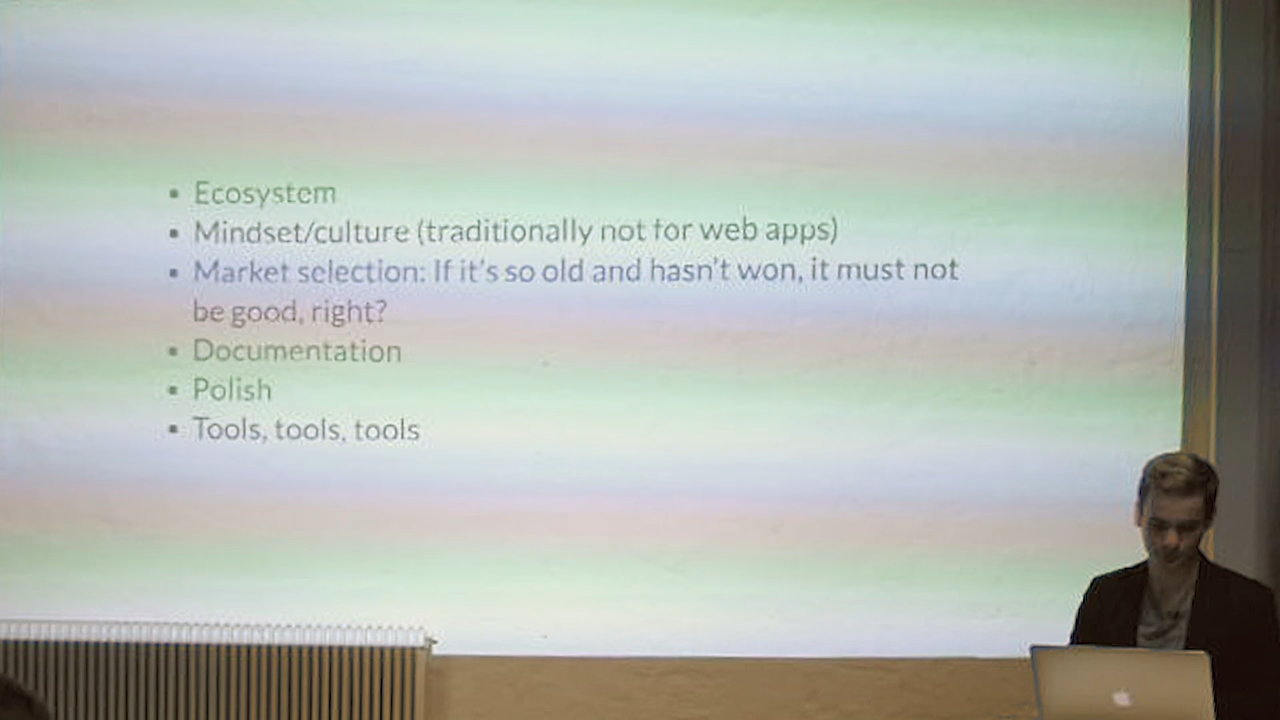 ▪ Ecosystem
▪ Mindset/culture (traditionally not for web apps)
▪ Market selection: If it's so old and hasn't won, it must not
be good, right?
▪ Documentation
▪ Polish
▪ Tools, tools, tools